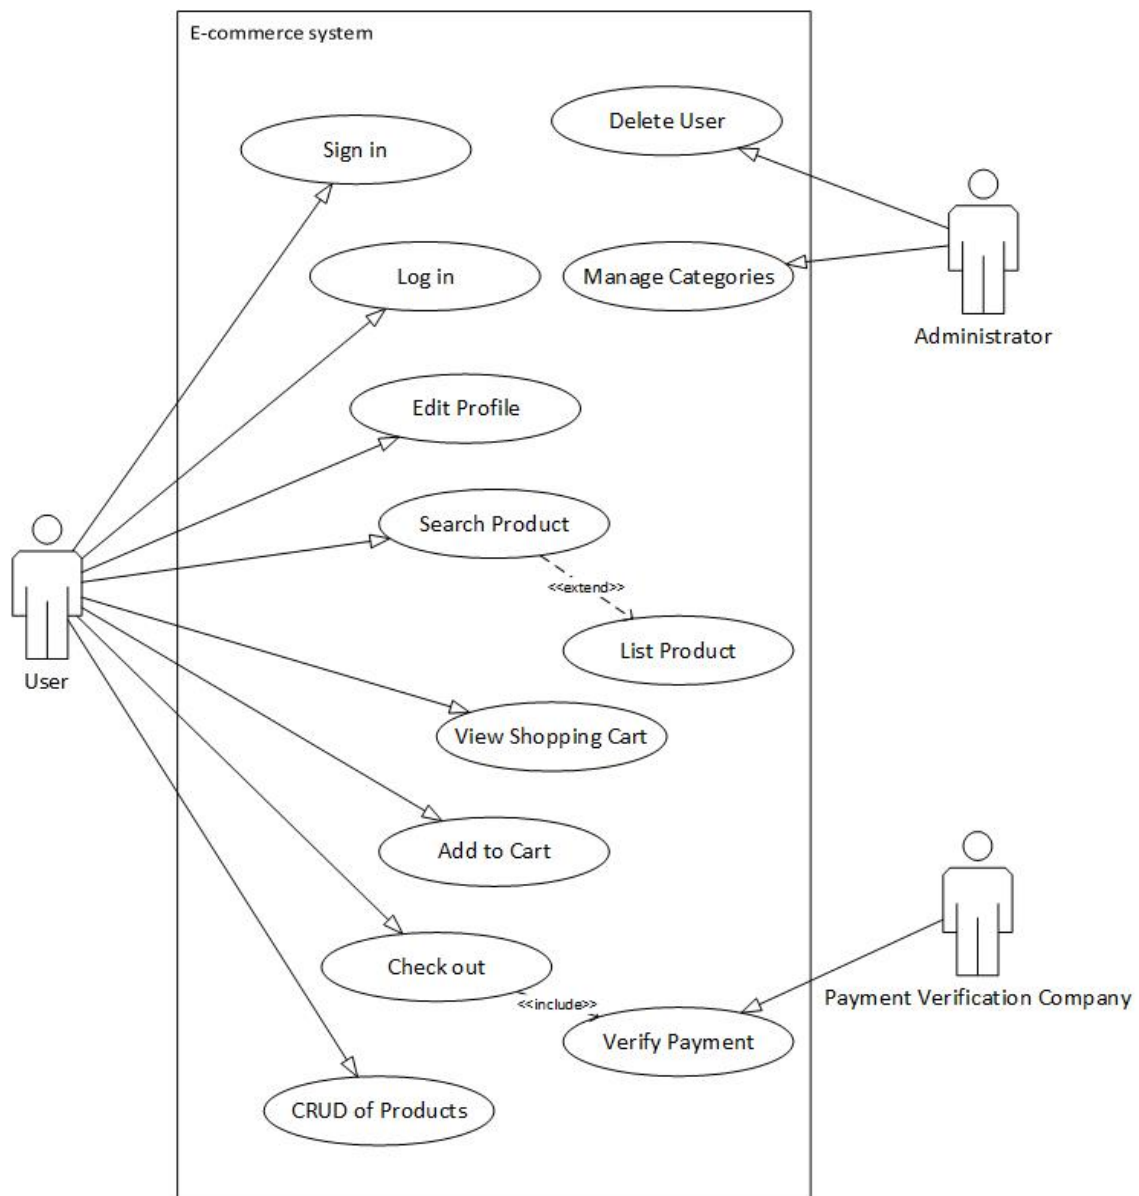 E-commerce system
Delete User
Sign in
Log in
Manage Categories
Administrator
Edit Profile
Search Product
<<extend>>
List Product
User
View Shopping Cart
Add to Cart
Check out
<<include>>
Payment Verification Company
Verify Payment
CRUD of Products